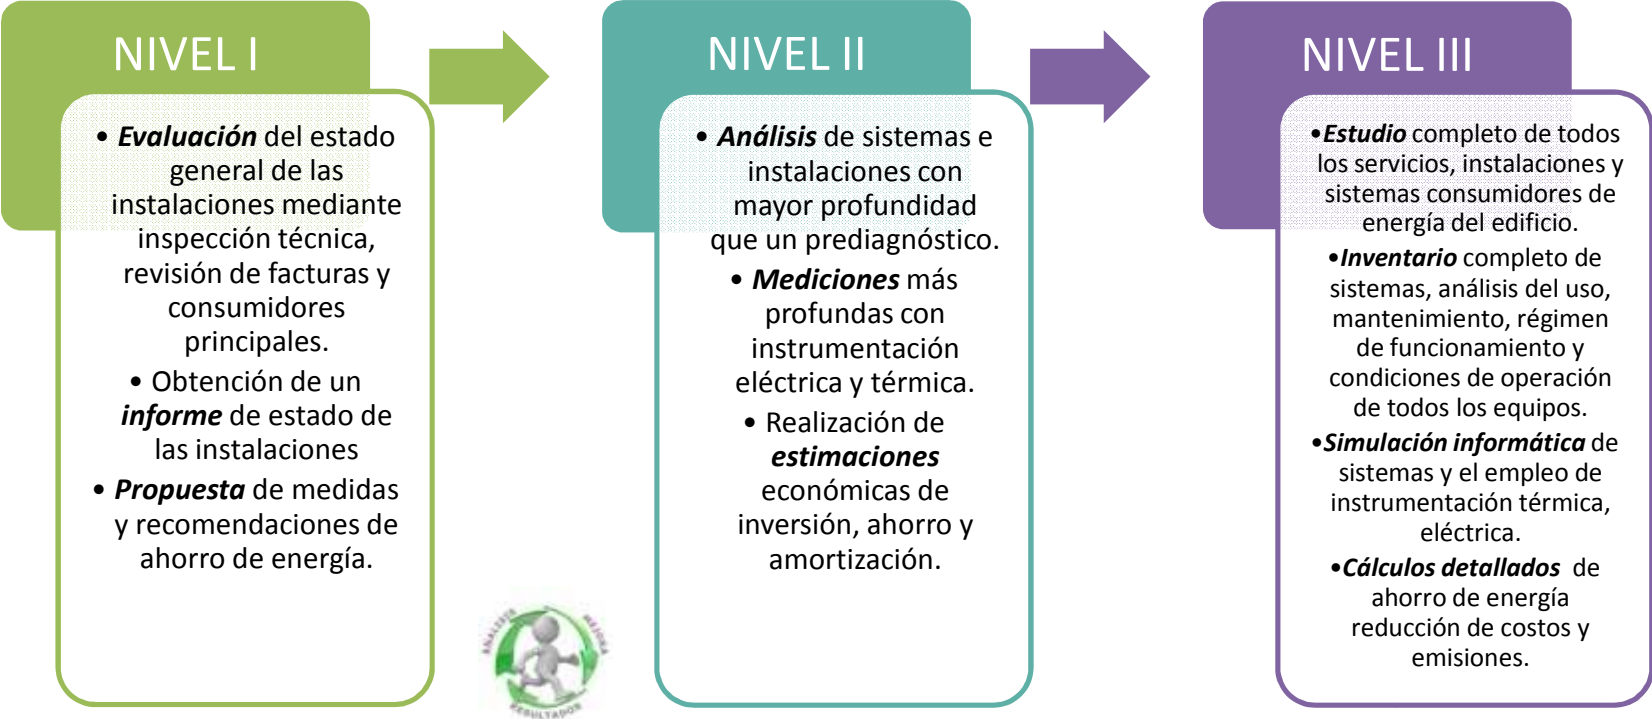 NIVEL I
• Evaluación del estado
general de las
instalaciones mediante
inspección técnica,
revisión de facturas y
consumidores
principales.
• Obtención de un
informe de estado de
las instalaciones
• Propuesta de medidas
y recomendaciones de
ahorro de energía.
ANALISIS
MEJORA
RESULTADOS
NIVEL II
• Análisis de sistemas e
instalaciones con
mayor profundidad
que un prediagnóstico.
• Mediciones más
profundas con
instrumentación
eléctrica y térmica.
• Realización de
estimaciones
económicas de
inversión, ahorro y
amortización.
NIVEL III
•Estudio completo de todos
los servicios, instalaciones y
sistemas consumidores de
energía del edificio.
•Inventario completo de
sistemas, análisis del uso,
mantenimiento, régimen
de funcionamiento y
condiciones de operación
de todos los equipos.
•Simulación informática de
sistemas y el empleo de
instrumentación térmica,
eléctrica.
•Cálculos detallados de
ahorro de energía
reducción de costos y
emisiones.